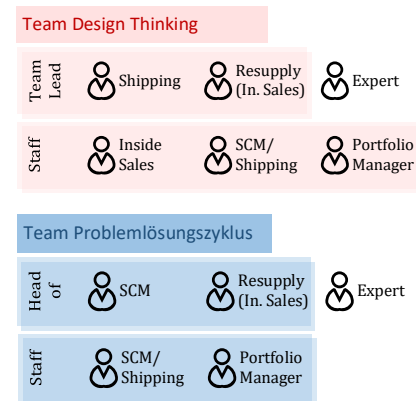 Team Design Thinking
Team
Lead
Shipping
Resupply
(In. Sales)
Expert
Staff
Inside
Sales
SCM/
Shipping
Portfolio
Manager
Team Problemlösungszyklus
Head
of
SCM
Resupply
(In. Sales)
Expert
Staff
SCM/
Shipping
Portfolio
Manager